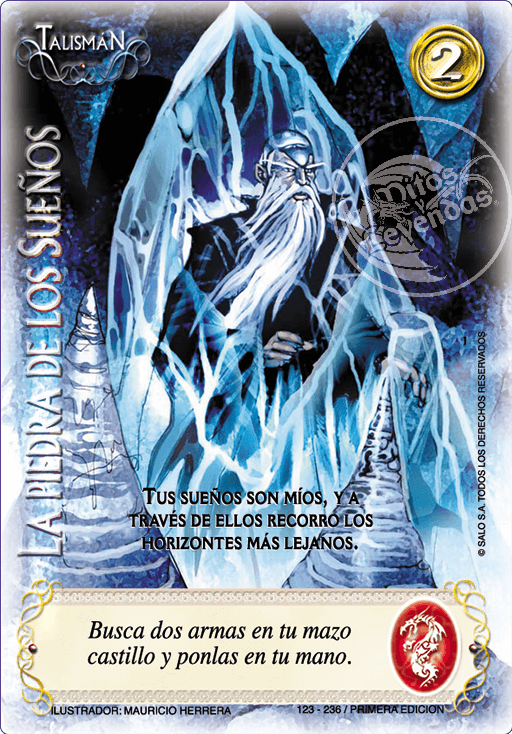 TALISMÁN
2
LA PIEDRA DE LOS SUEÑOS
Mitos
y
Leyendas
1
© SALO S.A. TODOS LOS DERECHOS RESERVADOS
TUS SUEÑOS SON MÍOS, Y A
TRAVÉS DE ELLOS RECORRO LOS
HORIZONTES MÁS LEJANOS.
Busca dos armas en tu mazo
castillo y ponlas en tu mano.
ILUSTRADOR: MAURICIO HERRERA
123 - 236 / PRIMERA EDICION